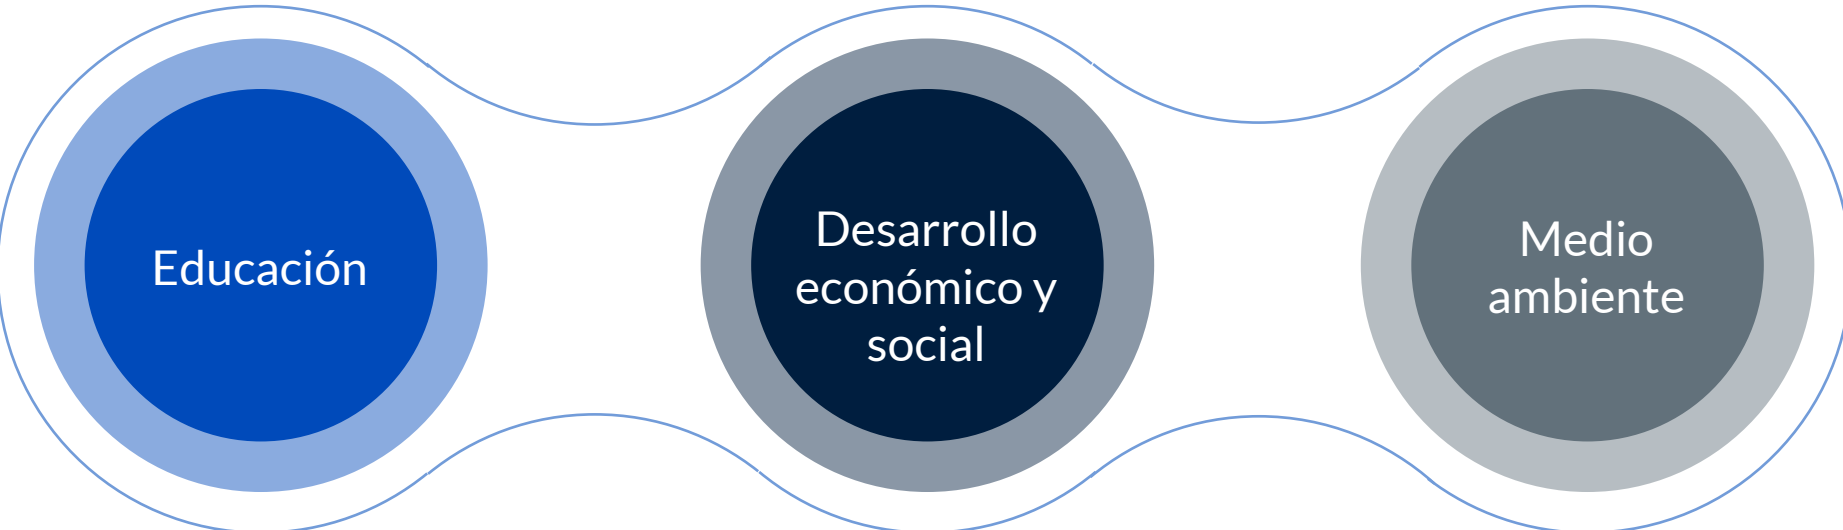 Educación
Desarrollo
económico y
social
Medio
ambiente